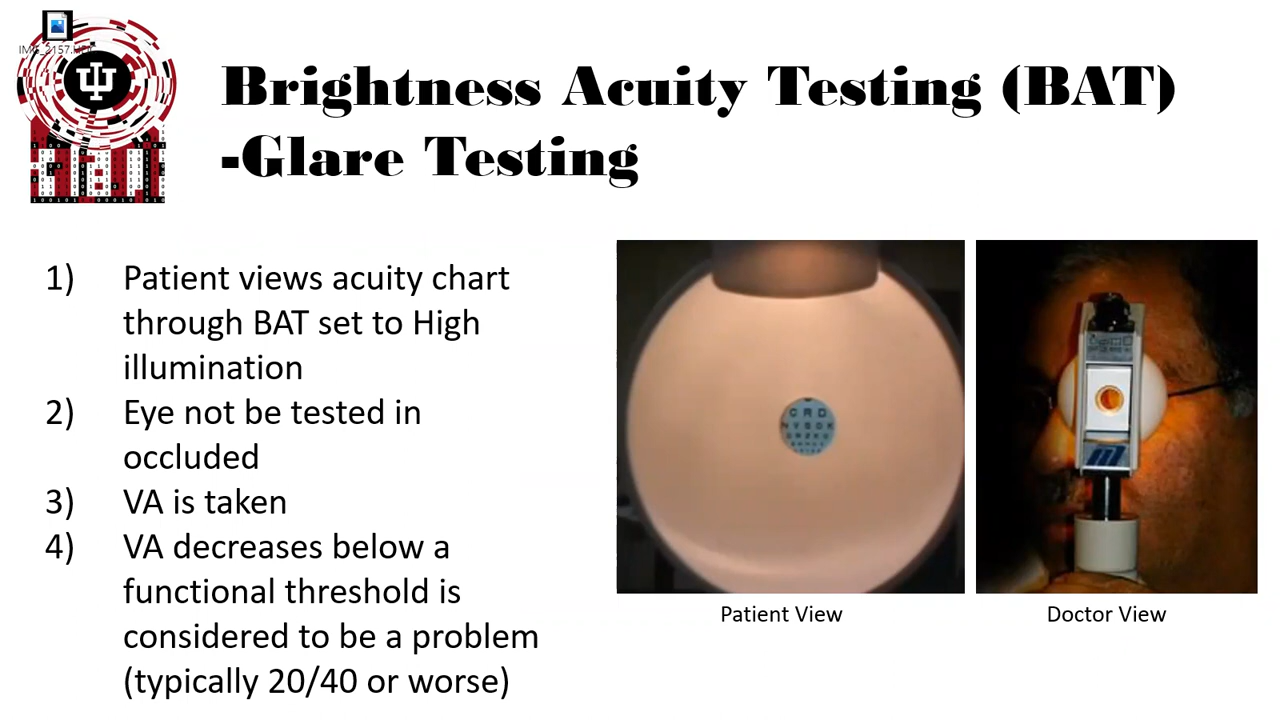 Brightness Acuity Testing (BAT)
-Glare Testing
1) Patient views acuity chart
through BAT set to High
illumination
2) Eye not be tested in
occluded
3) VA is taken
4) VA decreases below a
functional threshold is
considered to be a problem
(typically 20/40 or worse)
C R D
Patient View
Doctor View